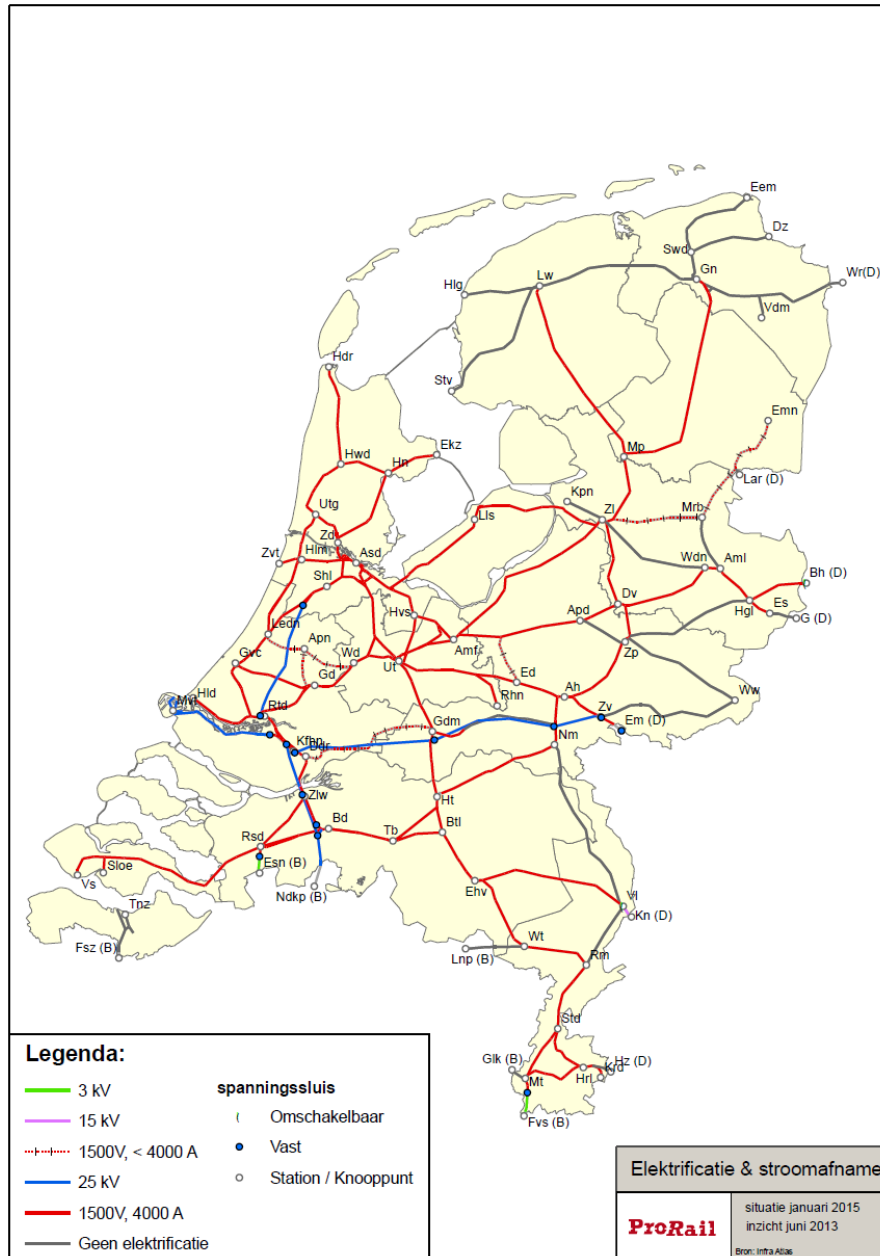 Eem
Dz
Swd
Gn
Wr(D)
Lw
Hlg
Vdm
Hdr
Stv
Emn
Mp
Ekz
Hwd
Hn
Lar (D)
Kpn
Utg
Lls
Zl
Mrb
Zd
Hlm
Asd
Zvt
Wdn
Aml
Bh (D)
Shl
Dv
Hgl
Es
Hvs
Apd
G (D)
Ledn
Apn
Amf
Zp
Wd
Gvc
Ut
Gd
Ed
Rhn
Ah
Ww
Hld
Mvt
Rtd
Zv
Em (D)
Gdm
Kfhn
Nm
Ddr
Zlw
Ht
Bd
Btl
Rsd
Tb
Esn (B)
Sloe
Vs
Ehv
Ndkp (B)
Vl
Tnz
Kn (D)
Wt
Fsz (B)
Lnp (B)
Rm
Std
Glk (B)
Hz (D)
Krd
Mt
Hrl
Fvs (B)
Legenda:
3 kV
15 kV
1500V, < 4000 A
25 kV
1500V, 4000 A
Geen elektrificatie
spanningssluis
Omschakelbaar
Vast
Station / Knooppunt
Elektrificatie & stroomafname
ProRail
situatie januari 2015
inzicht juni 2013
Bron: Infra Atlas